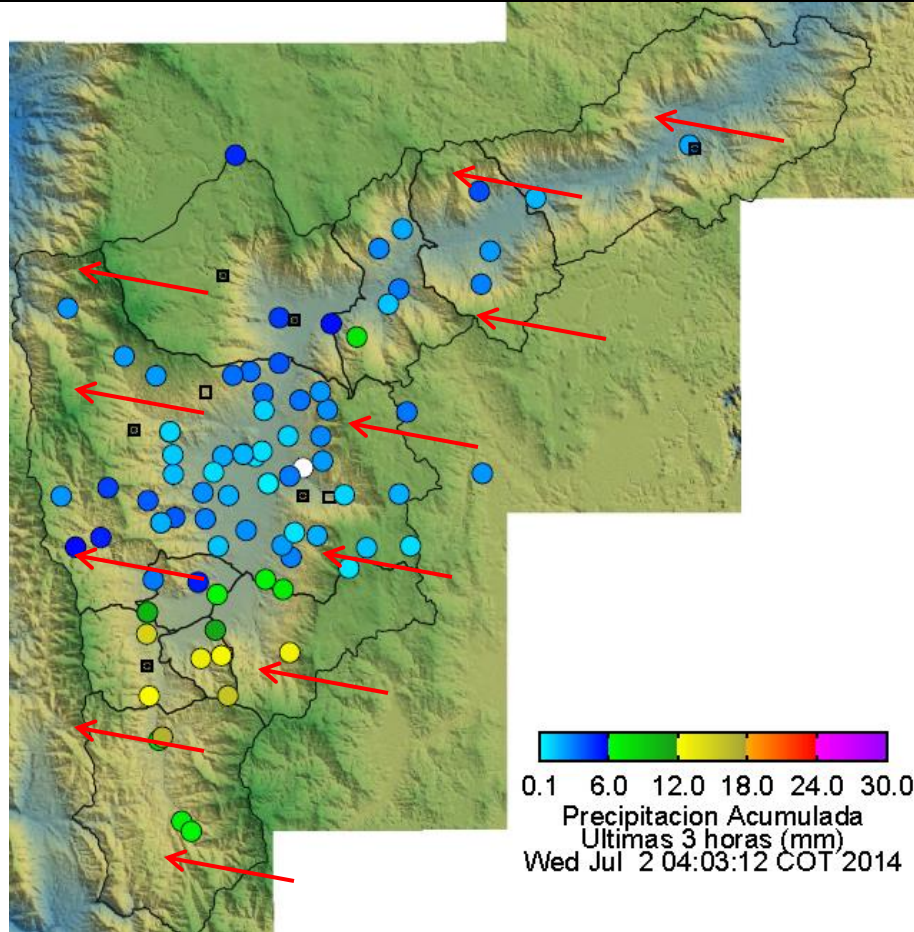 0.1 6.0 12.0 18.0 24.0 30.0
Precipitacion Acumulada
Ultimas 3 horas (mm)
Wed Jul 2 04:03:12 COT 2014